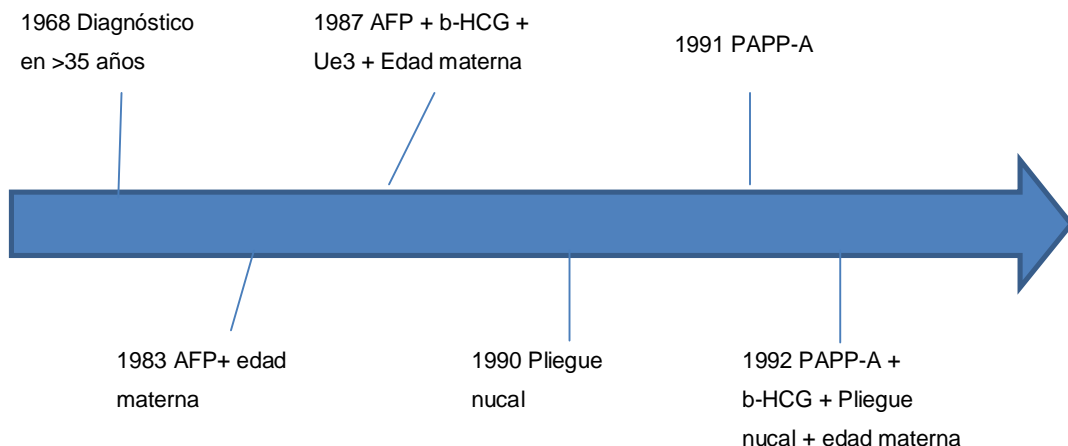 1968 Diagnóstico
en >35 años
1987 AFP + b-HCG +
Ue3 + Edad materna
1991 PAPP-A
1983 AFP+ edad
materna
1990 Pliegue
nucal
1992 PAPP-A +
b-HCG + Pliegue
nucal + edad materna